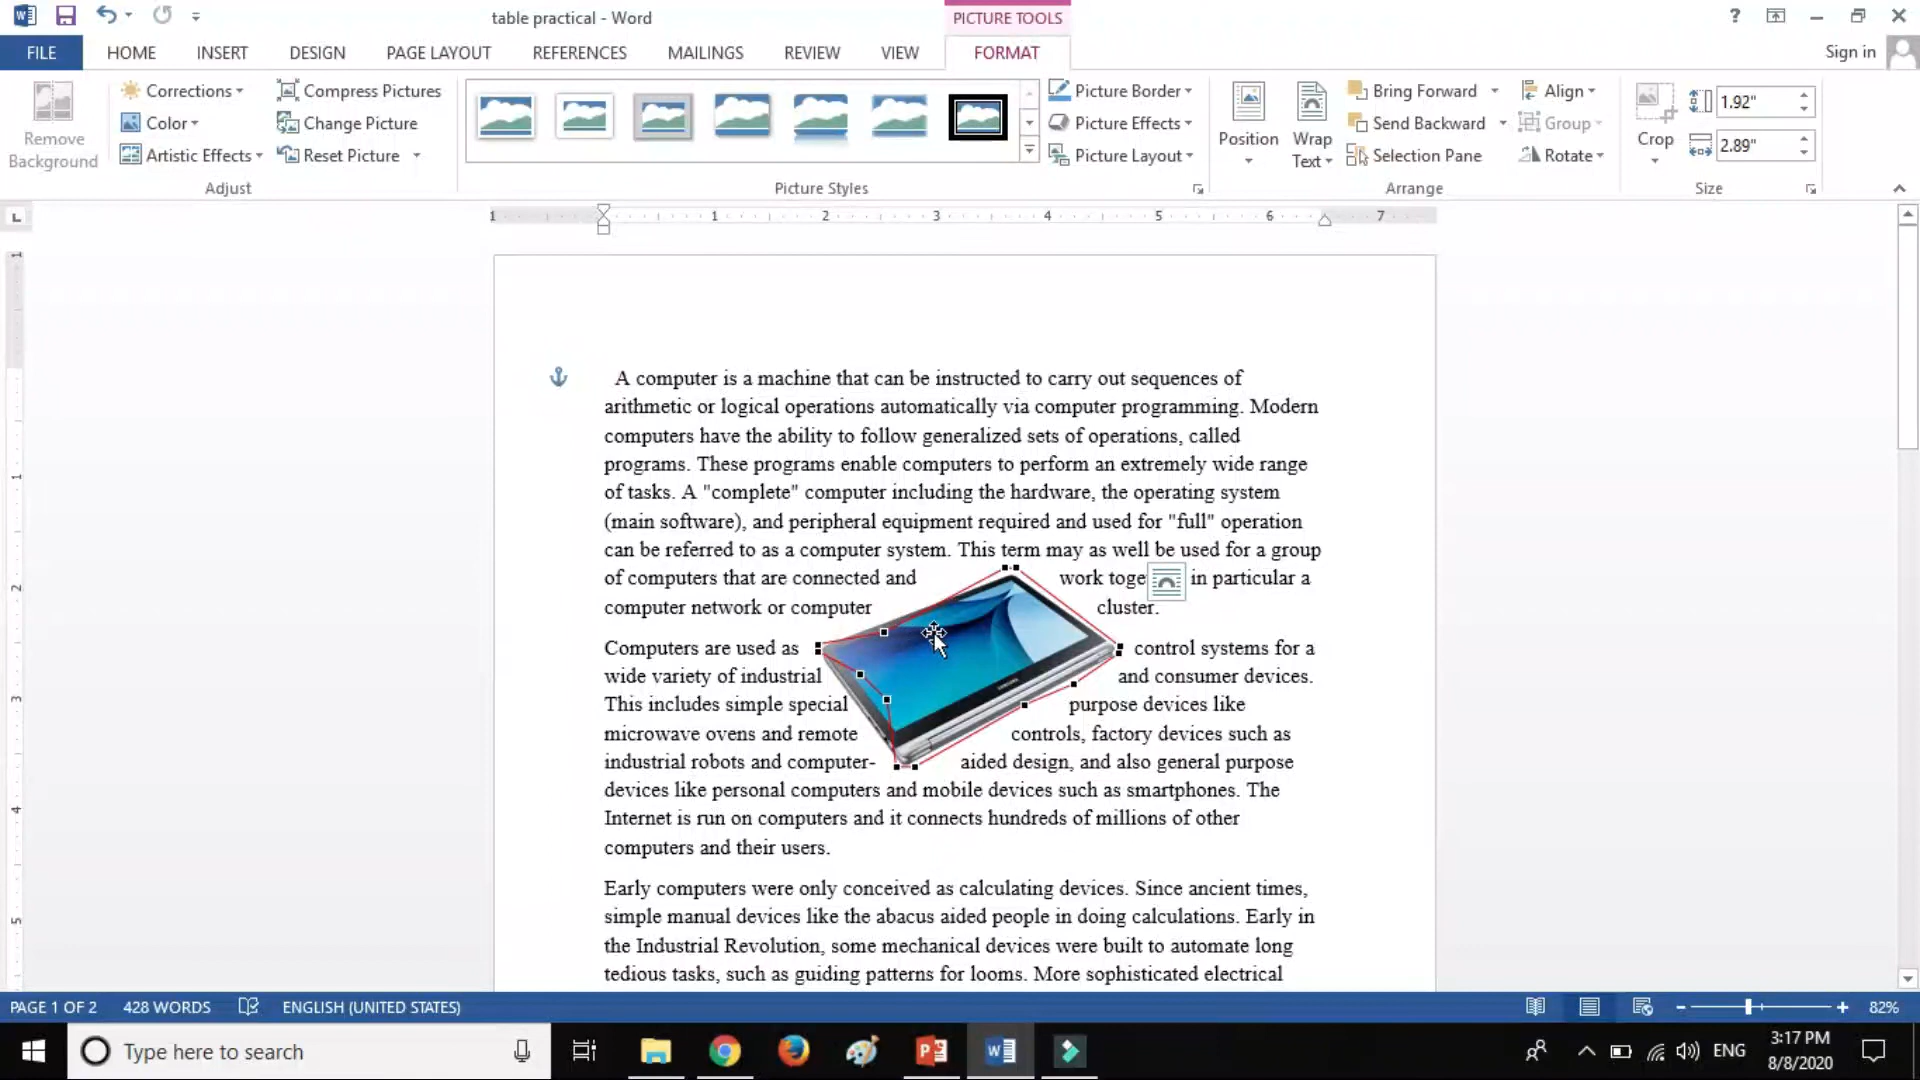 table practical - Word
PICTURE TOOLS
?
FILE
HOME
INSERT
DESIGN
PAGE LAYOUT
REFERENCES
MAILINGS
REVIEW
VIEW
FORMAT
Sign in
Remove Background
Corrections
Color
Artistic Effects
Compress Pictures
Change Picture
Reset Picture
Adjust
Picture Styles
Picture Border
Picture Effects
Picture Layout
Position
Wrap Text
Bring Forward
Send Backward
Selection Pane
Align
Group
Rotate
Arrange
Crop
1.92"
2.89"
Size
1 1 2 3 4 5 6 7
1
1
2
3
4
5
A computer is a machine that can be instructed to carry out sequences of
arithmetic or logical operations automatically via computer programming. Modern
computers have the ability to follow generalized sets of operations, called
programs. These programs enable computers to perform an extremely wide range
of tasks. A "complete" computer including the hardware, the operating system
(main software), and peripheral equipment required and used for "full" operation
can be referred to as a computer system. This term may as well be used for a group
of computers that are connected and work toge in particular a
computer network or computer cluster.
Computers are used as control systems for a
wide variety of industrial and consumer devices.
This includes simple special purpose devices like
microwave ovens and remote controls, factory devices such as
industrial robots and computer- aided design, and also general purpose
devices like personal computers and mobile devices such as smartphones. The
Internet is run on computers and it connects hundreds of millions of other
computers and their users.
Early computers were only conceived as calculating devices. Since ancient times,
simple manual devices like the abacus aided people in doing calculations. Early in
the Industrial Revolution, some mechanical devices were built to automate long
tedious tasks, such as guiding patterns for looms. More sophisticated electrical
PAGE 1 OF 2
428 WORDS
ENGLISH (UNITED STATES)
82%
Type here to search
ENG
3:17 PM
8/8/2020